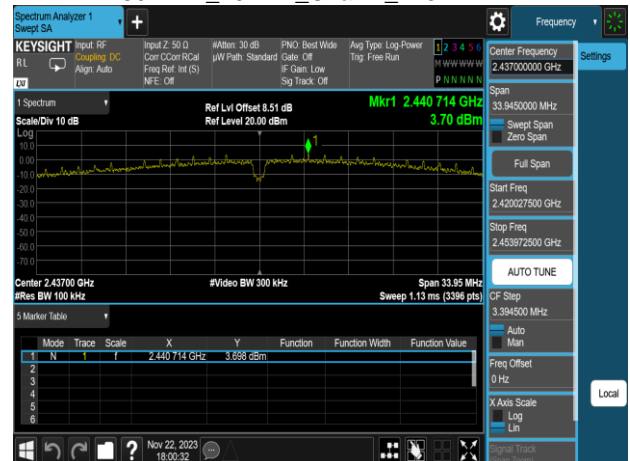 Spectrum Analyzer 1
Swept SA
Frequency
KEYSIGHT
RL
LXI
Input: RF
Coupling: DC
Align: Auto
Input Z: 50 Ω
Corr CCorr RCal
Freq Ref: Int (S)
NFE: Off
#Atten: 30 dB
µW Path: Standard
PNO: Best Wide
Gate: Off
IF Gain: Low
Sig Track: Off
Avg Type: Log-Power
Trig: Free Run
1 2 3 4 5 6
M W W W W W
P N N N N N
1 Spectrum
Scale/Div 10 dB
Ref Lvl Offset 8.51 dB
Ref Level 20.00 dBm
Mkr1 2.440 714 GHz
3.70 dBm
Log
10.0
0.00
-10.0
-20.0
-30.0
-40.0
-50.0
-60.0
-70.0
1
Center 2.43700 GHz
#Res BW 100 kHz
#Video BW 300 kHz
Span 33.95 MHz
Sweep 1.13 ms (3396 pts)
5 Marker Table
Mode Trace Scale X Y Function Function Width Function Value
1 N 1 f 2.440 714 GHz 3.698 dBm
2
3
4
5
6
Nov 22, 2023
18:00:32
Center Frequency
2.437000000 GHz
Settings
Span
33.9450000 MHz
Swept Span
Zero Span
Full Span
Start Freq
2.420027500 GHz
Stop Freq
2.453972500 GHz
AUTO TUNE
CF Step
3.394500 MHz
Auto
Man
Freq Offset
0 Hz
X Axis Scale
Log
Lin
Local
Signal Track